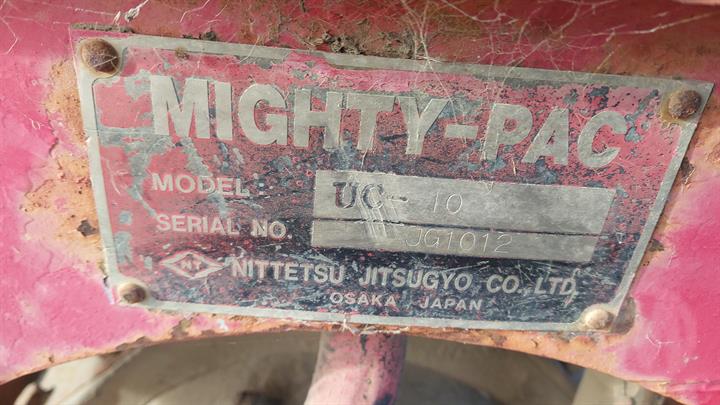 MIGHTY-PAC
MODEL: UC-10
SERIAL NO. JG1012
NITTETSU JITSUGYO CO., LTD.
OSAKA JAPAN